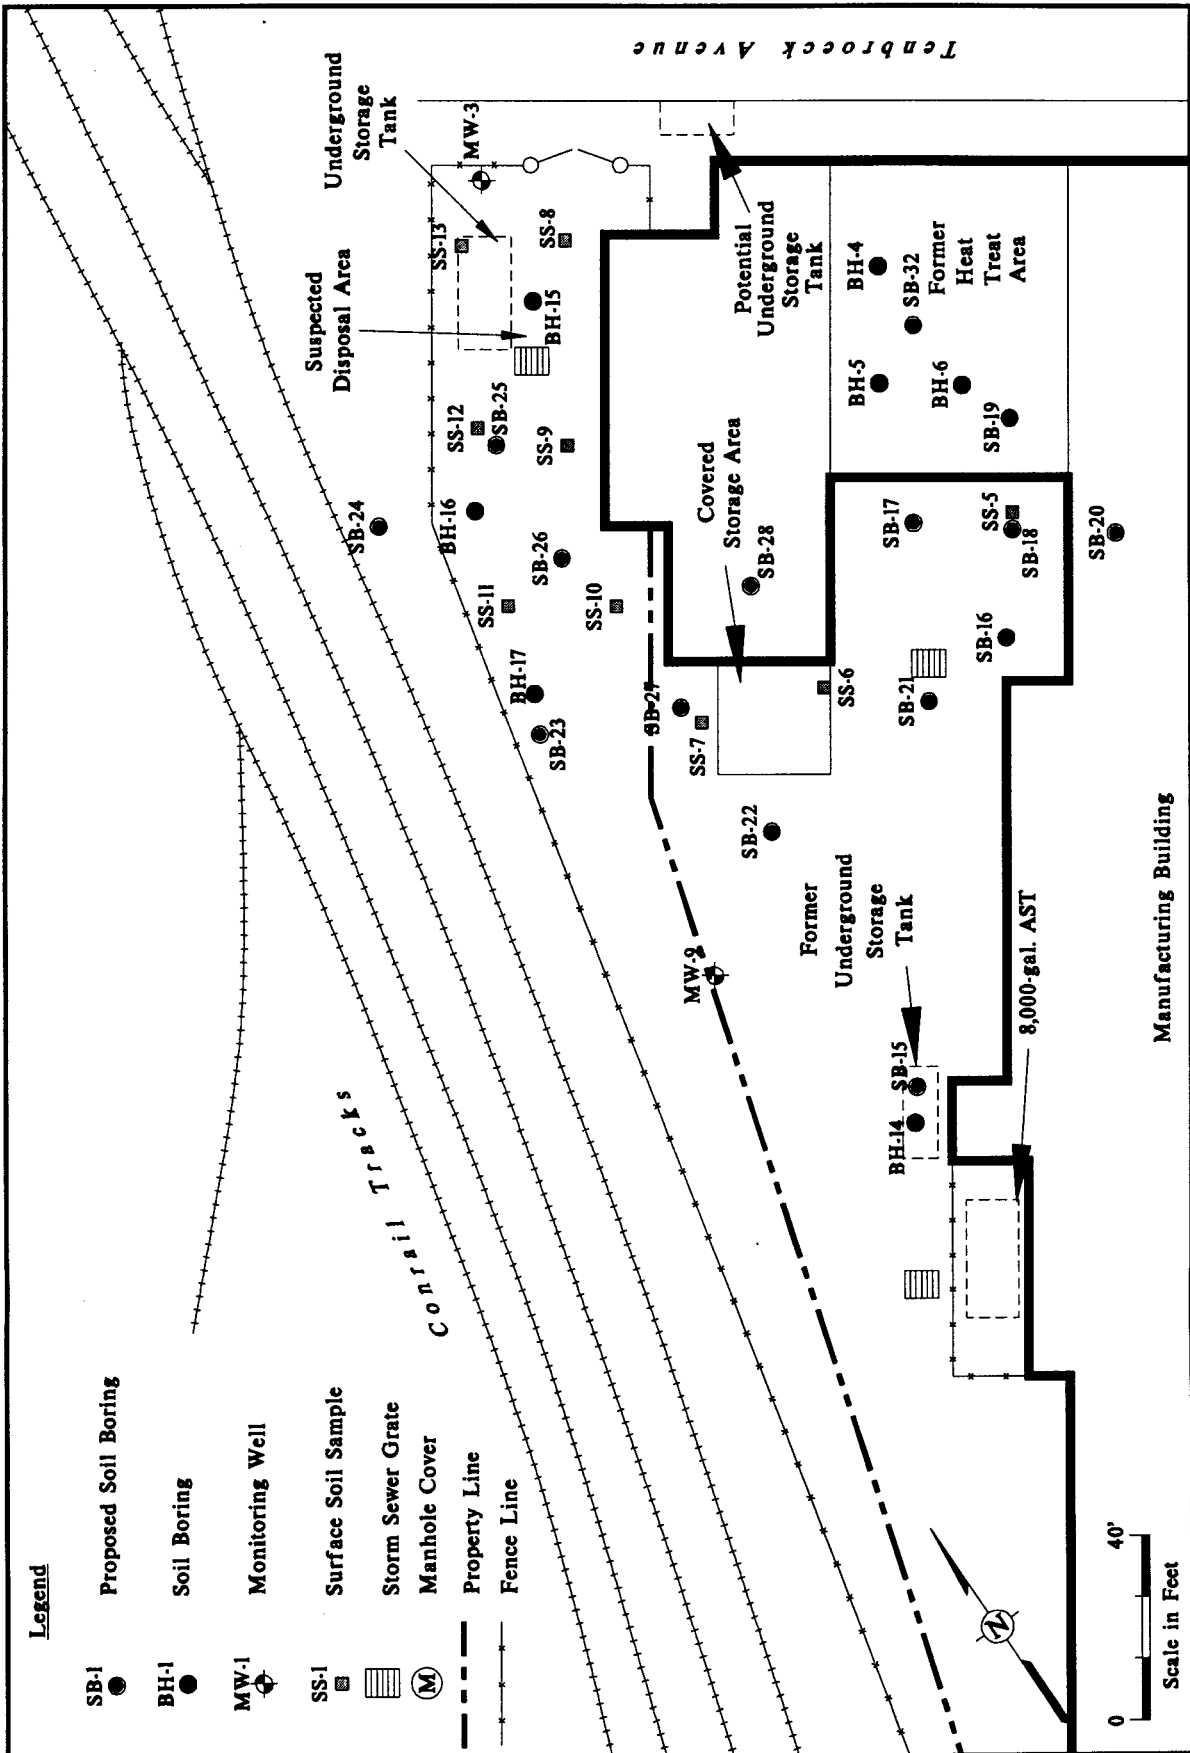 Legend
SB-1
Proposed Soil Boring
BH-1
Soil Boring
MW-1
Monitoring Well
SS-1
Surface Soil Sample
Storm Sewer Grate
M
Manhole Cover
Property Line
Fence Line
Conrail Tracks
Tenbroeck Avenue
Underground
Storage
Tank
MW-3
Suspected
Disposal Area
SS-13
SS-8
BH-15
SS-12
SB-25
SS-9
SB-24
BH-16
SB-26
SS-11
SS-10
BH-17
SB-23
SB-27
SS-7
SS-6
Covered
Storage Area
SB-28
Potential
Underground
Storage
Tank
BH-4
SB-32
Former
Heat
Treat
Area
BH-5
BH-6
SB-19
SB-17
SS-5
SB-18
SB-20
SB-16
SB-21
SB-22
MW-9
Former
Underground
Storage
Tank
SB-15
BH-14
8,000-gal. AST
Manufacturing Building
N
0
40'
Scale in Feet